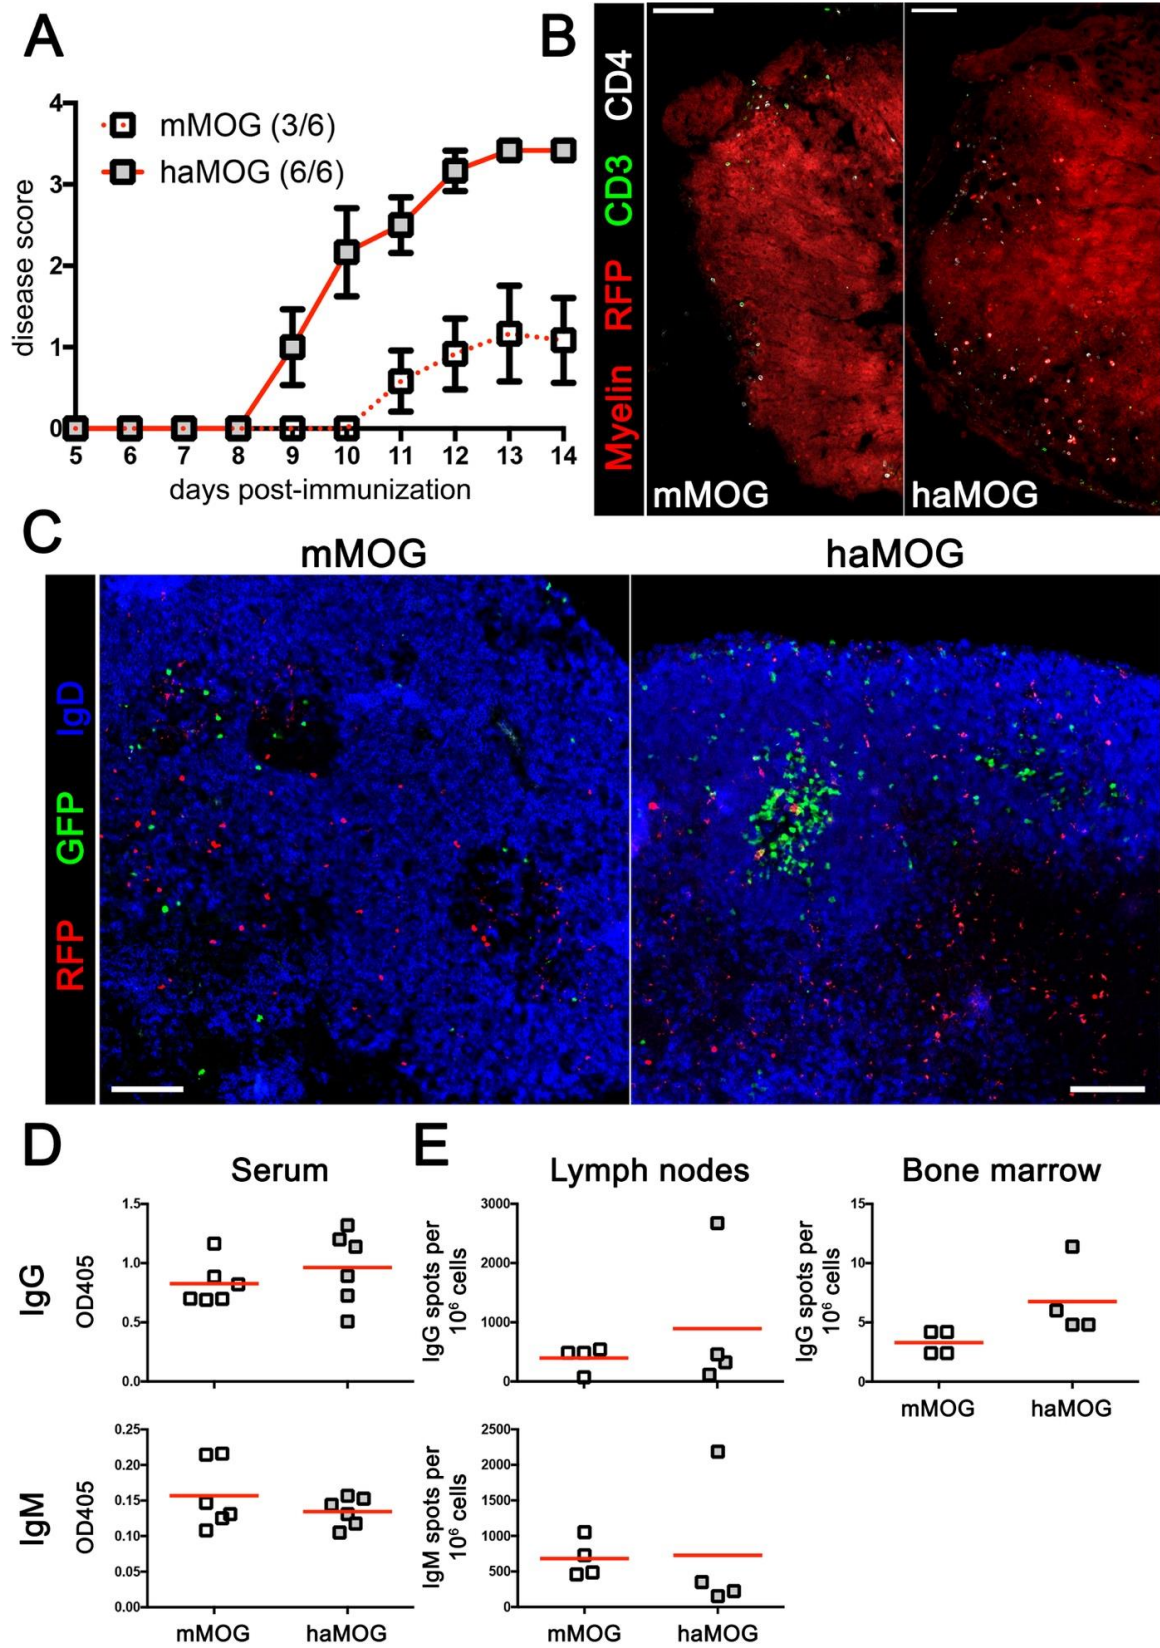 A
4
3
2
1
0
disease score
mMOG (3/6)
haMOG (6/6)
5 6 7 8 9 10 11 12 13 14
days post-immunization
B
Myelin RFP CD3 CD4
mMOG
haMOG
C
mMOG
haMOG
RFP GFP IgD
D
Serum
IgG
OD405
1.5
1.0
0.5
0.0
IgM
OD405
0.25
0.20
0.15
0.10
0.05
0.00
mMOG
haMOG
E
Lymph nodes
IgG spots per
10⁶ cells
3000
2000
1000
0
IgM spots per
10⁶ cells
2500
2000
1500
1000
500
0
mMOG
haMOG
Bone marrow
IgG spots per
10⁶ cells
15
10
5
0
mMOG
haMOG